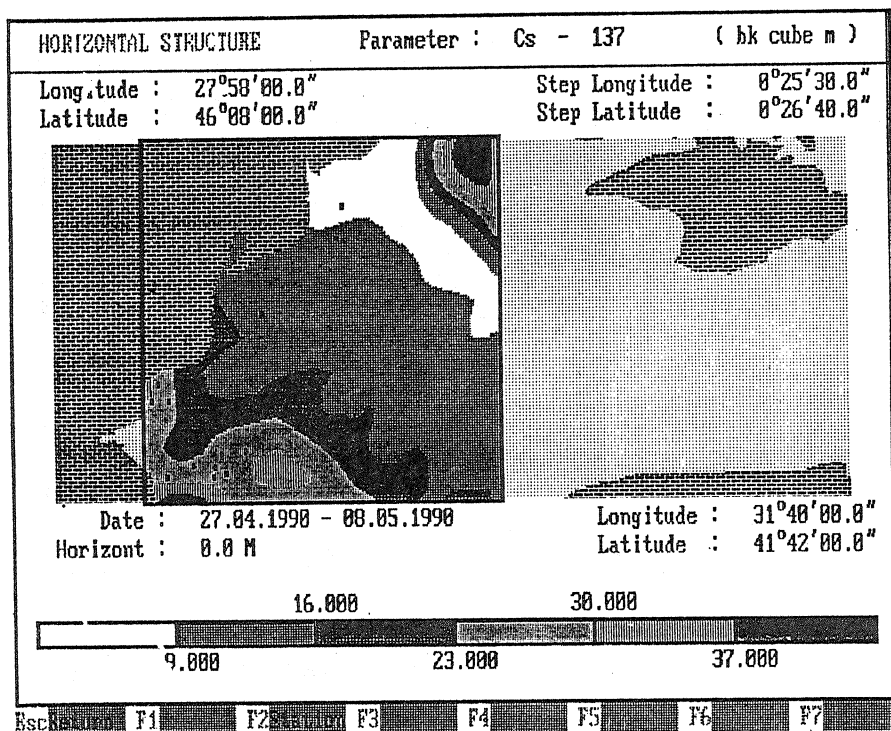 HORIZONTAL STRUCTURE Parameter : Cs - 137 ( bk cube m )
Longitude : 27°58'00.0" Step Longitude : 0°25'30.0"
Latitude : 46°08'00.0" Step Latitude : 0°26'40.0"
Date : 27.04.1990 - 08.05.1990 Longitude : 31°40'00.0"
Horizont : 0.0 M Latitude : 41°42'00.0"
16.000 30.000
9.000 23.000 37.000
Esc Return F1 F2 Station F3 F4 F5 F6 F7